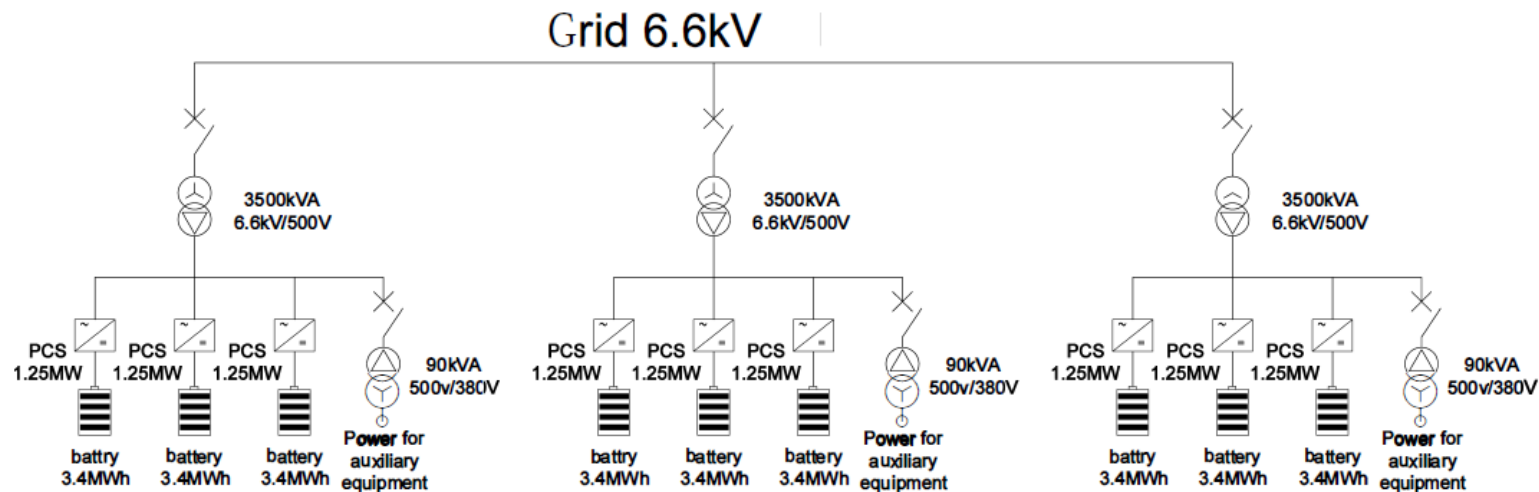 Grid 6.6kV
3500kVA
6.6kV/500V
3500kVA
6.6kV/500V
3500kVA
6.6kV/500V
~
=
~
=
~
=
~
=
~
=
~
=
~
=
~
=
~
=
PCS
1.25MW
PCS
1.25MW
PCS
1.25MW
90kVA
500v/380V
PCS
1.25MW
PCS
1.25MW
PCS
1.25MW
90kVA
500v/380V
PCS
1.25MW
PCS
1.25MW
PCS
1.25MW
90kVA
500v/380V
battry
3.4MWh
battery
3.4MWh
battery
3.4MWh
Power for
auxiliary
equipment
battry
3.4MWh
battery
3.4MWh
battery
3.4MWh
Power for
auxiliary
equipment
battry
3.4MWh
battery
3.4MWh
battery
3.4MWh
Power for
auxiliary
equipment